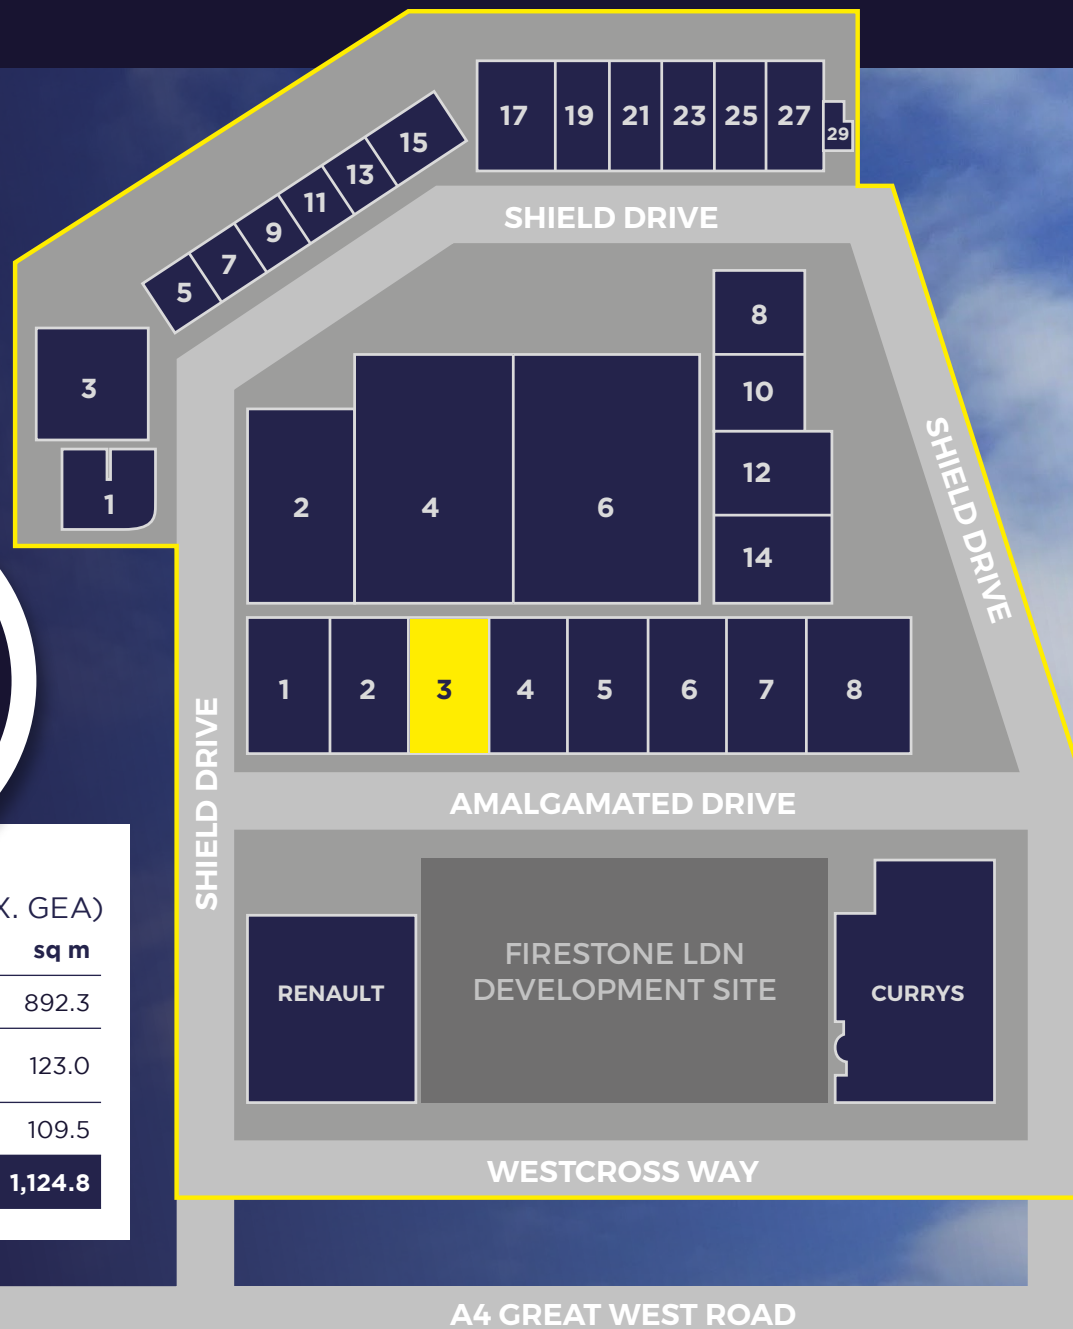 17
19
21
23
25
27
29
15
13
11
9
7
5
SHIELD DRIVE
3
1
8
10
12
14
2
4
6
SHIELD DRIVE
1
2
3
4
5
6
7
8
SHIELD DRIVE
AMALGAMATED DRIVE
GEA)
sq m
892.3
123.0
109.5
1,124.8
RENAULT
FIRESTONE LDN
DEVELOPMENT SITE
CURRYS
WESTCROSS WAY
A4 GREAT WEST ROAD